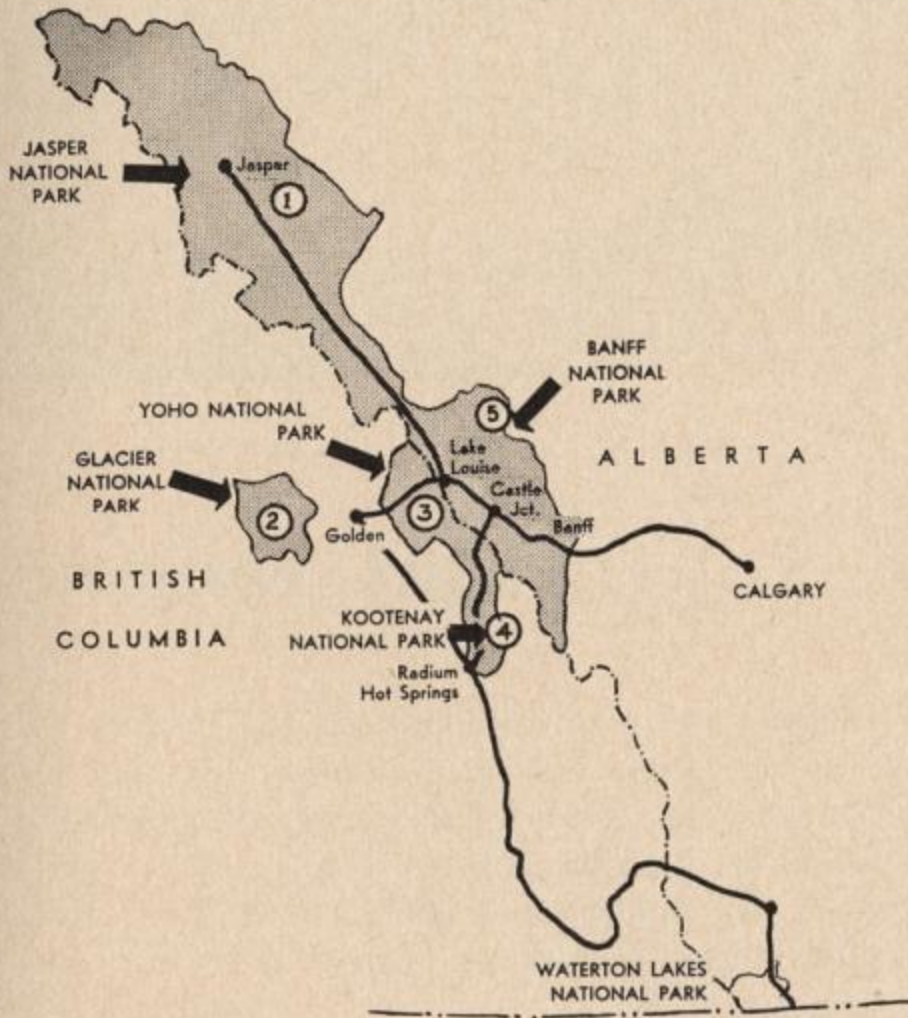 JASPER
NATIONAL
PARK
Jasper
1
BANFF
NATIONAL
PARK
5
YOHO NATIONAL
PARK
ALBERTA
GLACIER
NATIONAL
PARK
Lake
Louise
Castle
Jct.
2
3
Golden
Banff
CALGARY
BRITISH
COLUMBIA
KOOTENAY
NATIONAL PARK
4
Radium
Hot Springs
WATERTON LAKES
NATIONAL PARK